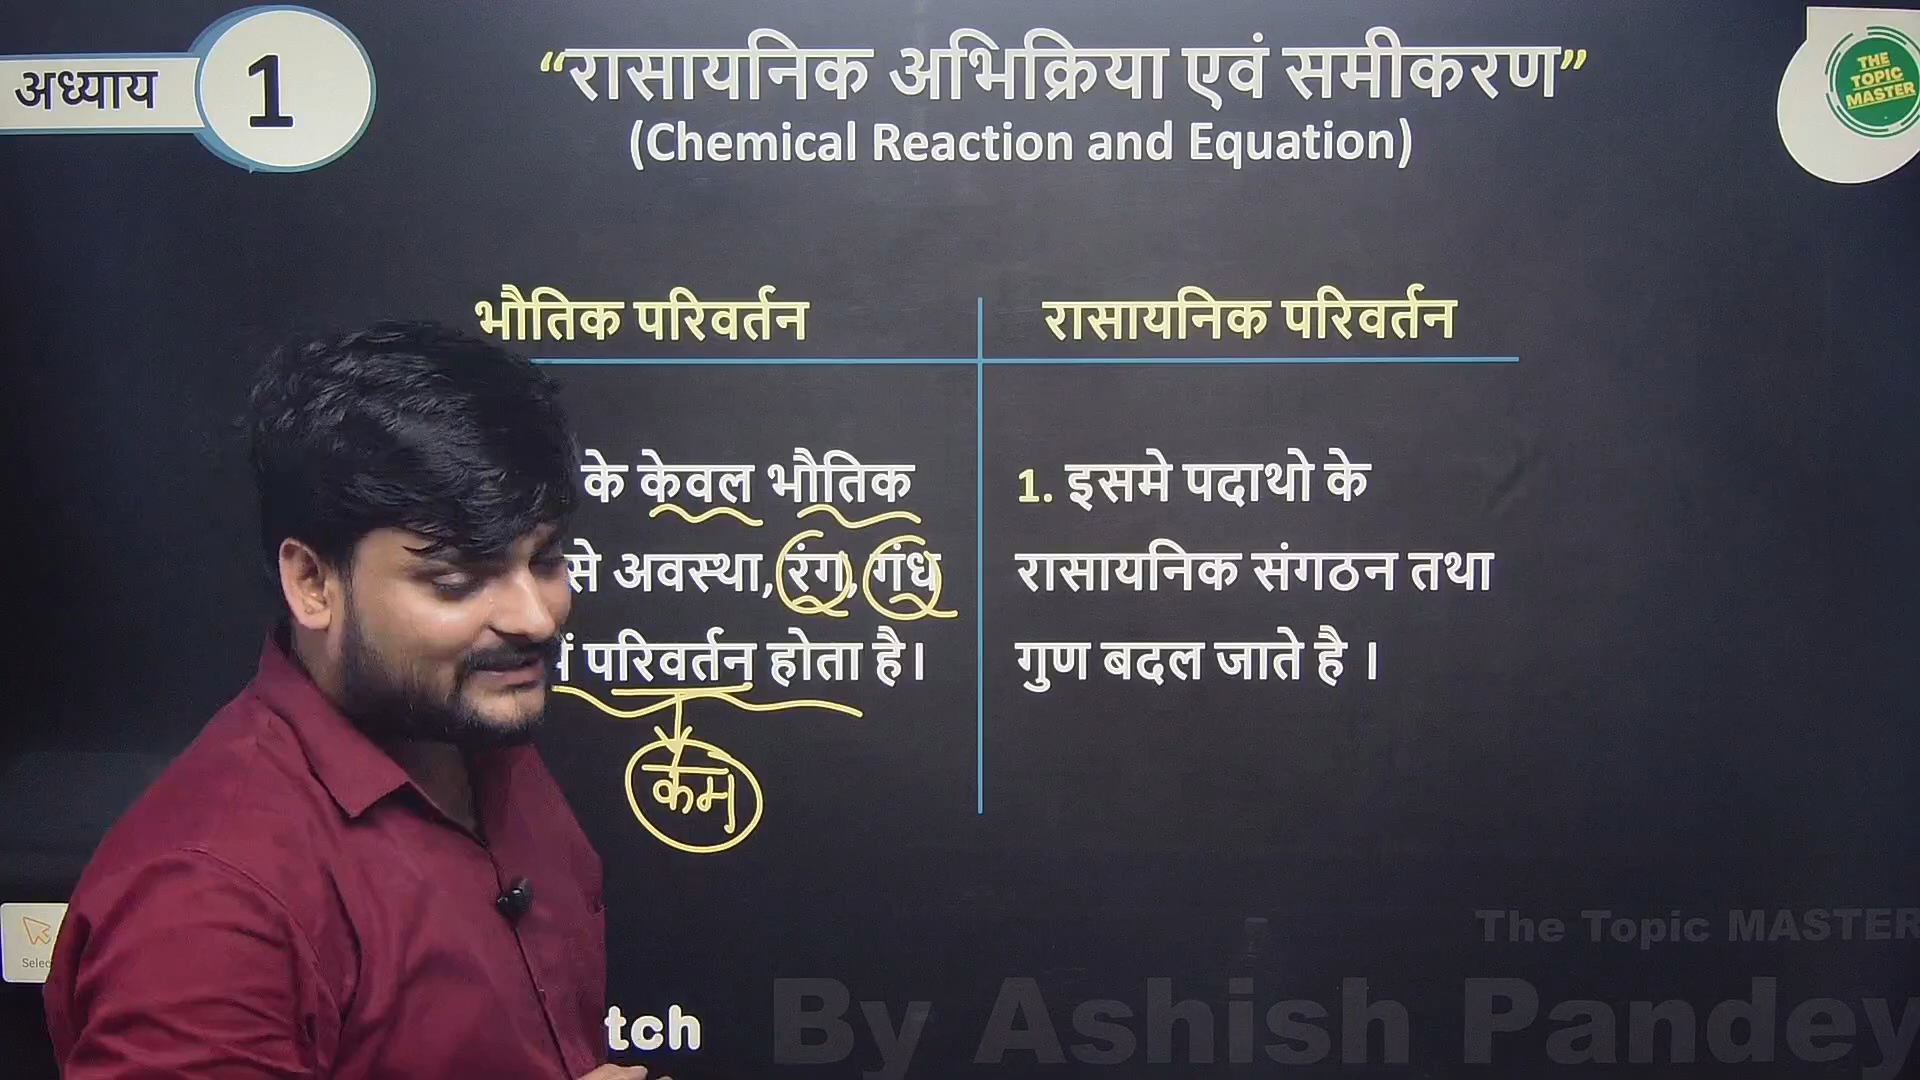 अध्याय
1
“रासायनिक अभिक्रिया एवं समीकरण”
(Chemical Reaction and Equation)
THE
TOPIC
MASTER
भौतिक परिवर्तन
रासायनिक परिवर्तन
के केवल भौतिक
से अवस्था, रंग, गंध
परिवर्तन होता है।
कम
1. इसमे पदाथो के
रासायनिक संगठन तथा
गुण बदल जाते है ।
The Topic MASTER
By Ashish Pandey